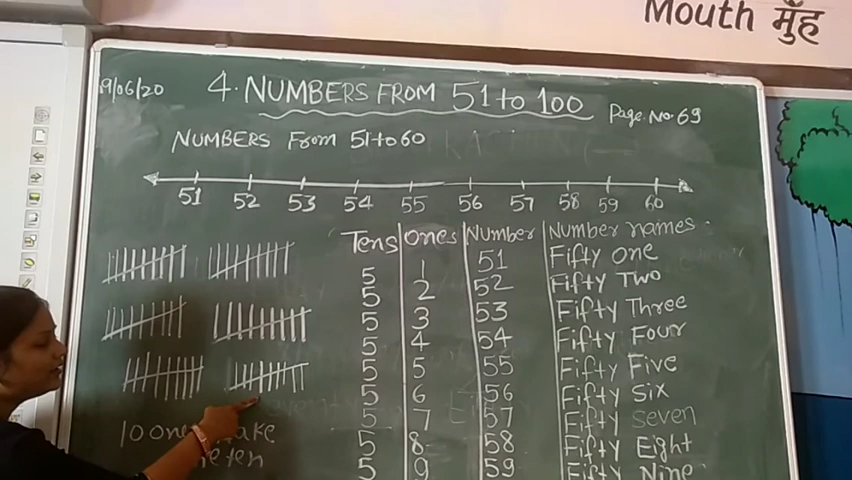 Mouth मुँह
19/06/20
4. NUMBERS FROM 51 to 100
Page No. 69
NUMBERS From 51 to 60
51 52 53 54 55 56 57 58 59 60
Tens Ones Number Number names
5 1 51 Fifty One
5 2 52 Fifty Two
5 3 53 Fifty Three
5 4 54 Fifty Four
5 5 55 Fifty Five
5 6 56 Fifty Six
5 7 57 Fifty Seven
5 8 58 Fifty Eight
5 9 59 Fifty Nine
10